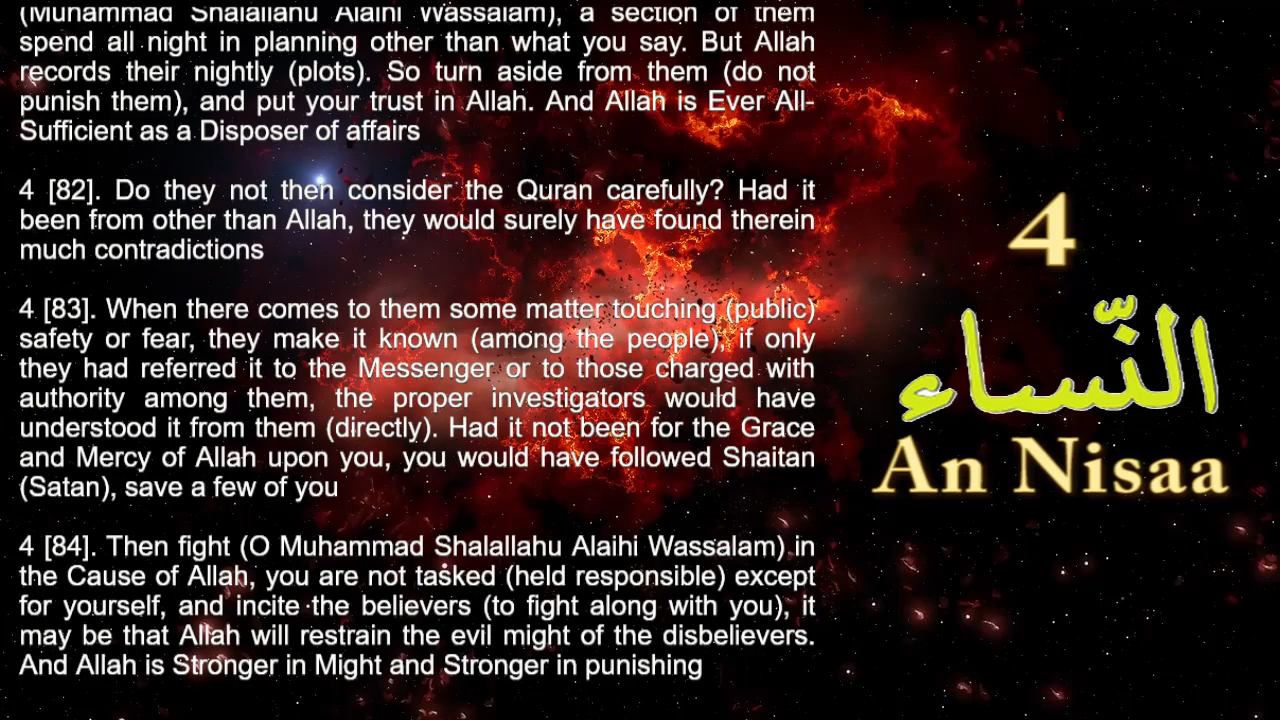 (Muhammad Shalallahu Alaihi Wassalam), a section of them
spend all night in planning other than what you say. But Allah
records their nightly (plots). So turn aside from them (do not
punish them), and put your trust in Allah. And Allah is Ever All-
Sufficient as a Disposer of affairs
4 [82]. Do they not then consider the Quran carefully? Had it
been from other than Allah, they would surely have found therein
much contradictions
4 [83]. When there comes to them some matter touching (public)
safety or fear, they make it known (among the people), if only
they had referred it to the Messenger or to those charged with
authority among them, the proper investigators would have
understood it from them (directly). Had it not been for the Grace
and Mercy of Allah upon you, you would have followed Shaitan
(Satan), save a few of you
4 [84]. Then fight (O Muhammad Shalallahu Alaihi Wassalam) in
the Cause of Allah, you are not tasked (held responsible) except
for yourself, and incite the believers (to fight along with you), it
may be that Allah will restrain the evil might of the disbelievers.
And Allah is Stronger in Might and Stronger in punishing
4
النّساء
An Nisaa